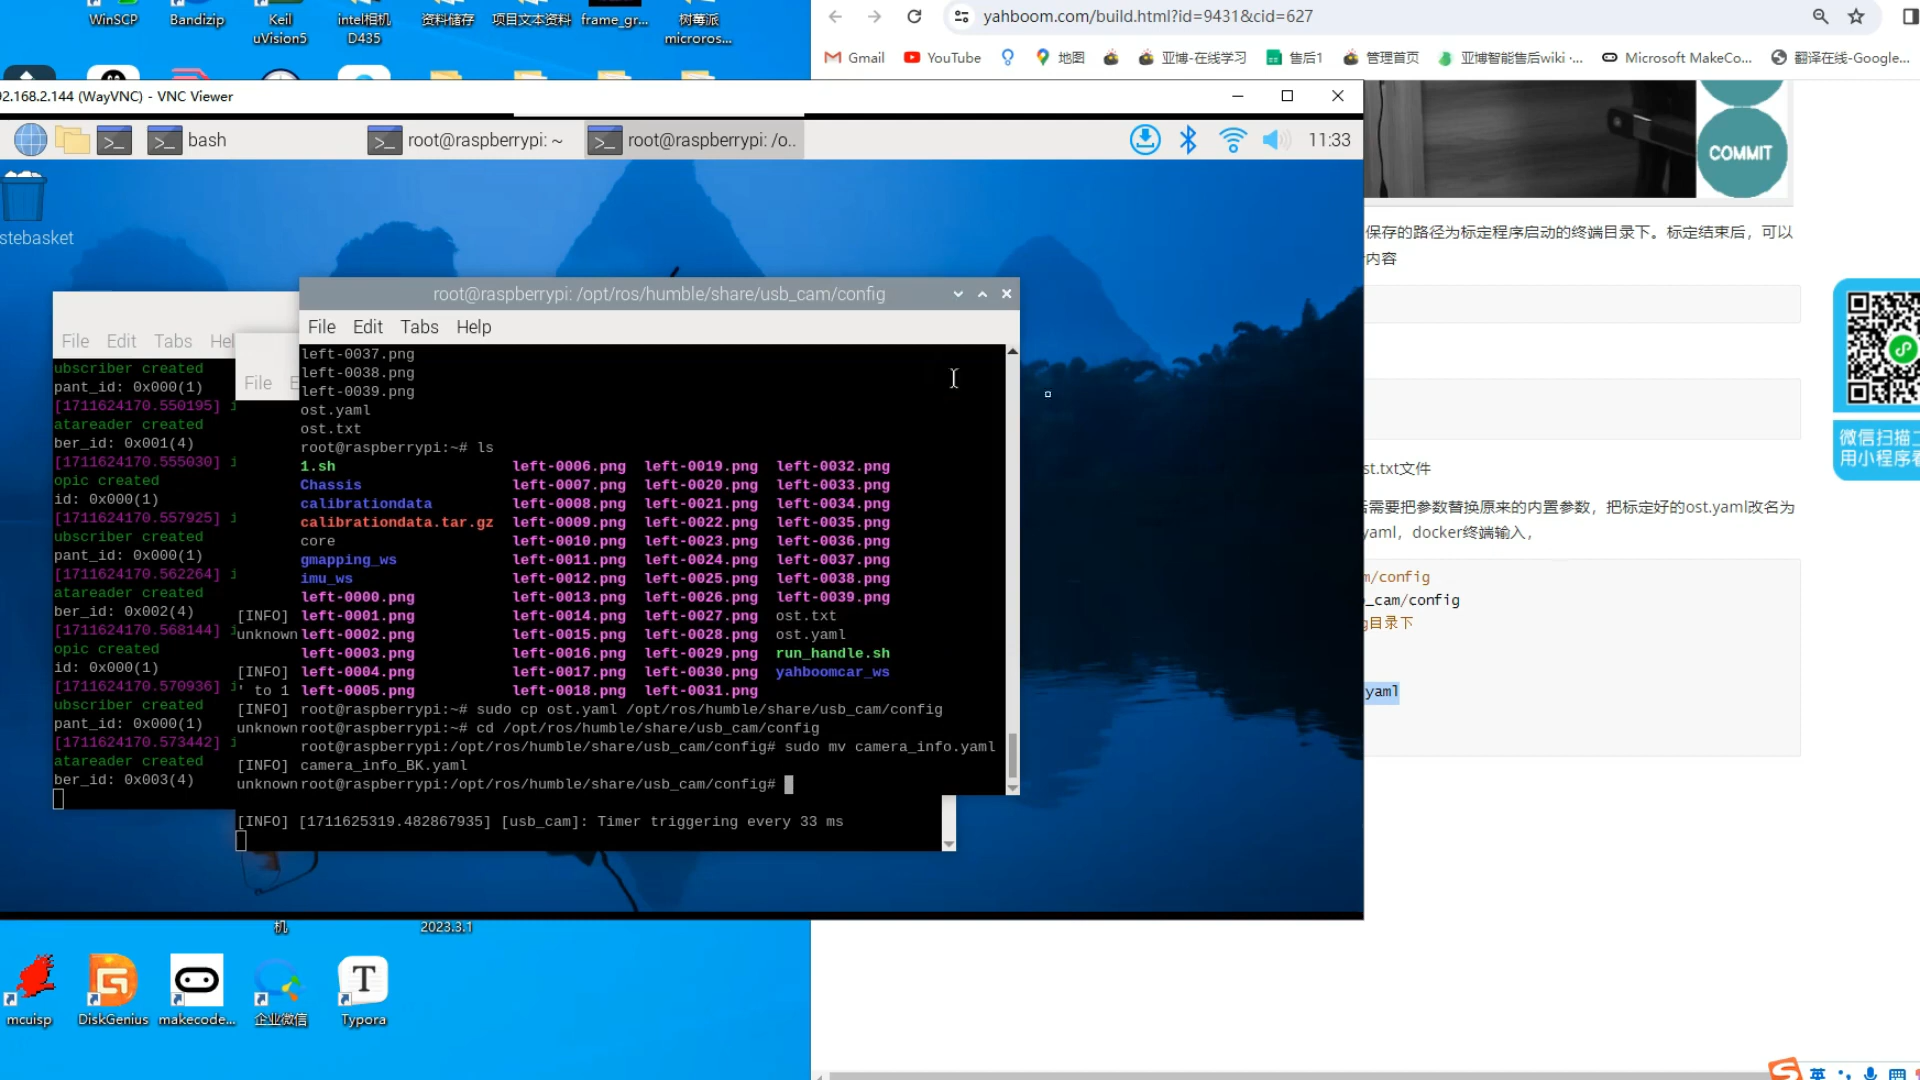 WinSCP
Bandizip
Keil
uVision5
intel相机
D435
资料储存
项目文本资料
frame_gr...
树莓派
microros...
yahboom.com/build.html?id=9431&cid=627
Gmail
YouTube
地图
亚博-在线学习
售后1
管理首页
亚博智能售后wiki ·...
Microsoft MakeCo...
翻译在线-Google...
92.168.2.144 (WayVNC) - VNC Viewer
bash
root@raspberrypi: ~
root@raspberrypi: /o..
11:33
stebasket
COMMIT
保存的路径为标定程序启动的终端目录下。标定结束后，可以
内容
st.txt文件
需要把参数替换原来的内置参数，把标定好的ost.yaml改名为
yaml，docker终端输入，
/config
_cam/config
目录下
yaml
微信扫描二
用小程序看
File Edit Tabs Hel
ubscriber created
pant_id: 0x000(1)
[1711624170.550195] i
atareader created
ber_id: 0x001(4)
[1711624170.555030] i
opic created
id: 0x000(1)
[1711624170.557925] i
ubscriber created
pant_id: 0x000(1)
[1711624170.562264] i
atareader created
ber_id: 0x002(4)
[1711624170.568144] i
opic created
id: 0x000(1)
[1711624170.570936] i
ubscriber created
pant_id: 0x000(1)
[1711624170.573442] i
atareader created
ber_id: 0x003(4)
File E
[INFO]
unknown
[INFO]
' to 1
[INFO]
unknown
[INFO]
unknown
[INFO] [1711625319.482867935] [usb_cam]: Timer triggering every 33 ms
root@raspberrypi: /opt/ros/humble/share/usb_cam/config
File Edit Tabs Help
left-0037.png
left-0038.png
left-0039.png
ost.yaml
ost.txt
root@raspberrypi:~# ls
1.sh left-0006.png left-0019.png left-0032.png
Chassis left-0007.png left-0020.png left-0033.png
calibrationdata left-0008.png left-0021.png left-0034.png
calibrationdata.tar.gz left-0009.png left-0022.png left-0035.png
core left-0010.png left-0023.png left-0036.png
gmapping_ws left-0011.png left-0024.png left-0037.png
imu_ws left-0012.png left-0025.png left-0038.png
left-0000.png left-0013.png left-0026.png left-0039.png
left-0001.png left-0014.png left-0027.png ost.txt
left-0002.png left-0015.png left-0028.png ost.yaml
left-0003.png left-0016.png left-0029.png run_handle.sh
left-0004.png left-0017.png left-0030.png yahboomcar_ws
left-0005.png left-0018.png left-0031.png
root@raspberrypi:~# sudo cp ost.yaml /opt/ros/humble/share/usb_cam/config
root@raspberrypi:~# cd /opt/ros/humble/share/usb_cam/config
root@raspberrypi:/opt/ros/humble/share/usb_cam/config# sudo mv camera_info.yaml
camera_info_BK.yaml
root@raspberrypi:/opt/ros/humble/share/usb_cam/config#
机
2023.3.1
mcuisp
DiskGenius
makecode...
企业微信
T
Typora
英